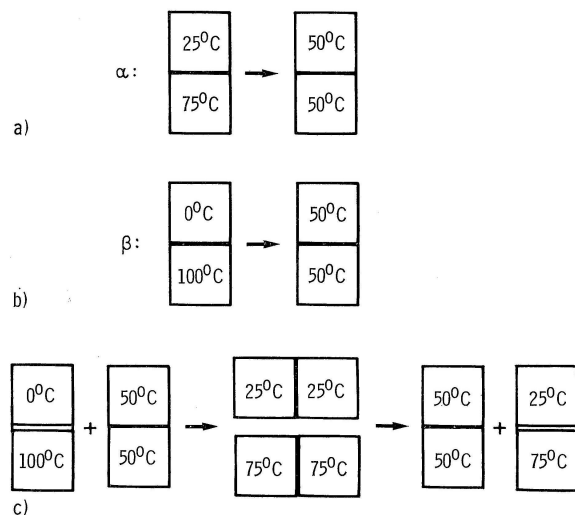 25⁰C 50⁰C
α:
75⁰C 50⁰C
a)
0⁰C 50⁰C
β:
100⁰C 50⁰C
b)
0⁰C 50⁰C 25⁰C 25⁰C 50⁰C 25⁰C
+ +
100⁰C 50⁰C 75⁰C 75⁰C 50⁰C 75⁰C
c)